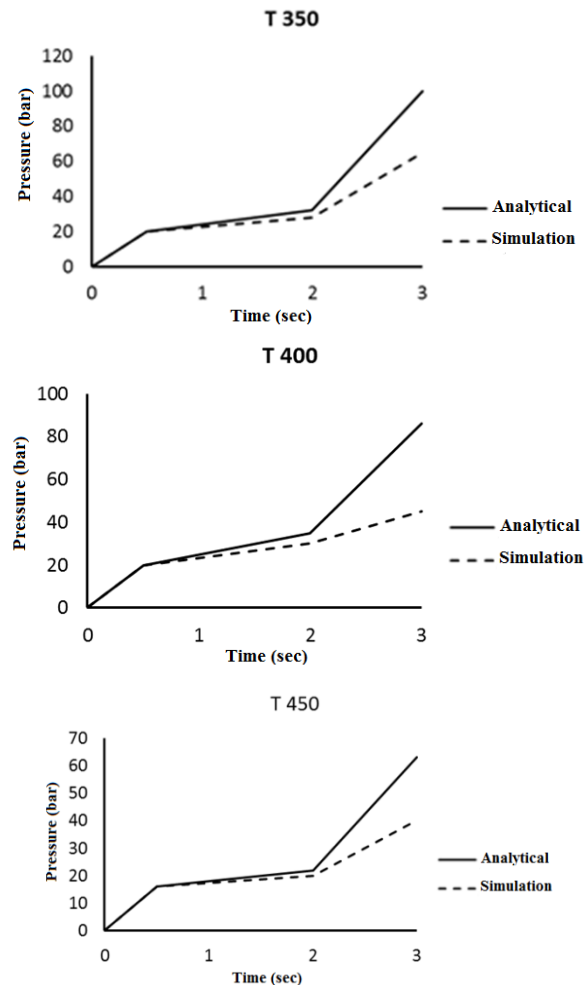 T 350
120
100
80
60
40
20
0
Pressure (bar)
0 1 2 3
Time (sec)
Analytical
Simulation
T 400
100
80
60
40
20
0
Pressure (bar)
0 1 2 3
Time (sec)
Analytical
Simulation
T 450
70
60
50
40
30
20
10
0
Pressure (bar)
0 1 2 3
Time (sec)
Analytical
Simulation